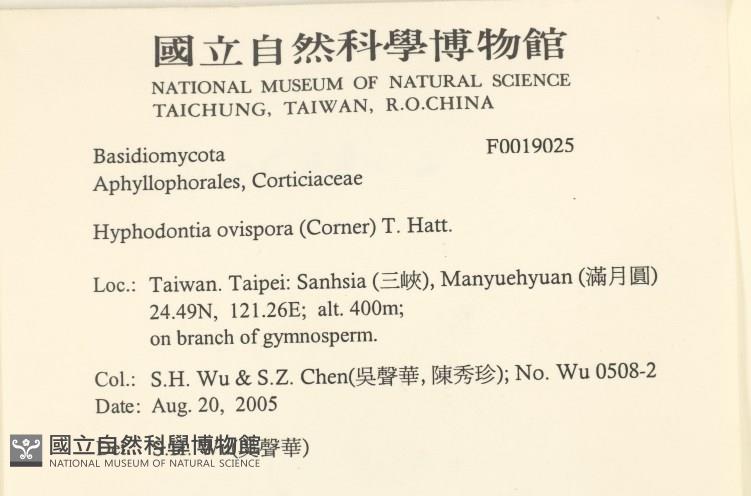 國立自然科學博物館
NATIONAL MUSEUM OF NATURAL SCIENCE
TAICHUNG, TAIWAN, R.O.CHINA
Basidiomycota F0019025
Aphyllophorales, Corticiaceae
Hyphodontia ovispora (Corner) T. Hatt.
Loc.: Taiwan. Taipei: Sanhsia (三峽), Manyuehyuan (滿月圓)
24.49N, 121.26E; alt. 400m;
on branch of gymnosperm.
Col.: S.H. Wu & S.Z. Chen(吳聲華, 陳秀珍); No. Wu 0508-2
Date: Aug. 20, 2005
聲華)
國立自然科學博物館
NATIONAL MUSEUM OF NATURAL SCIENCE